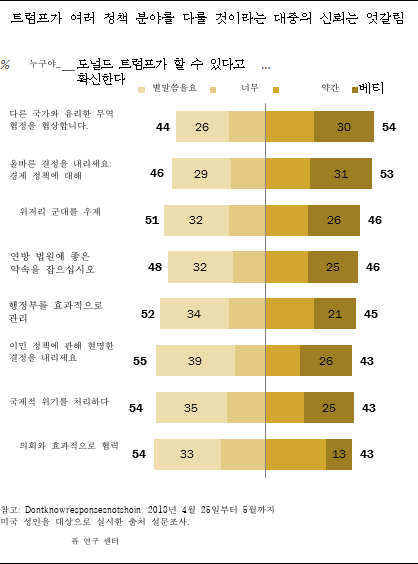 트럼프가 여러 정책 분야를 다룰 것이라는 대중의 신뢰는 엇갈림
% 누구야_ __ 도널드 트럼프가 할 수 있다고 ...
확신한다
별말씀을요 너무 약간 베티
다른 국가와 유리한 무역
협정을 협상합니다.
44 26 30 54
올바른 결정을 내리세요:
경제 정책에 대해
46 29 31 53
위저리 군대를 우제
51 32 26 46
연방 법원에 좋은
약속을 잡으십시오
48 32 25 46
행정부를 효과적으로
관리
52 34 21 45
이민 정책에 관해 현명한
결정을 내리세요
55 39 26 43
국제적 위기를 처리하다
54 35 25 43
의회와 효과적으로 협력
54 33 13 43
참고: Dontknowresponsesnotshoin: 2018년 4월 25일부터 5월까지
미국 성인을 대상으로 실시한 출처 설문조사.
퓨 연구 센터